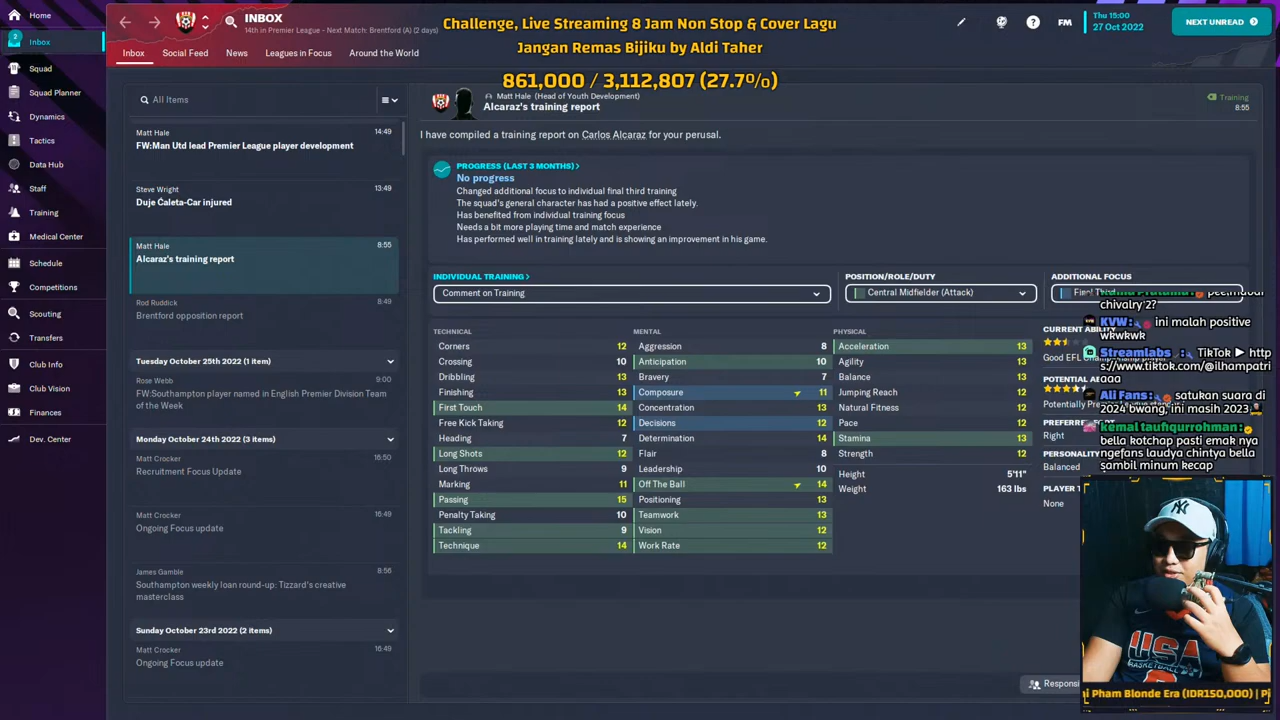 Home
Inbox
2
Squad
Squad Planner
Dynamics
Tactics
Data Hub
Staff
Training
Medical Center
Schedule
Competitions
Scouting
Transfers
Club Info
Club Vision
Finances
Dev. Center
INBOX
14th in Premier League - Next Match: Brentford (A) (2 days)
Challenge, Live Streaming 8 Jam Non Stop & Cover Lagu
Jangan Remas Bijiku by Aldi Taher
861,000 / 3,112,807 (27.7%)
FM
Thu 15:00
27 Oct 2022
NEXT UNREAD
Inbox
Social Feed
News
Leagues in Focus
Around the World
All Items
Matt Hale 14:49
FW:Man Utd lead Premier League player development
Steve Wright 13:49
Duje Ćaleta-Car injured
Matt Hale 8:55
Alcaraz's training report
Rod Ruddick 8:49
Brentford opposition report
Tuesday October 25th 2022 (1 item)
Rose Webb 9:00
FW:Southampton player named in English Premier Division Team
of the Week
Monday October 24th 2022 (3 items)
Matt Crocker 16:50
Recruitment Focus Update
Matt Crocker 16:49
Ongoing Focus update
James Gamble 8:56
Southampton weekly loan round-up: Tizzard's creative
masterclass
Sunday October 23rd 2022 (2 items)
Matt Crocker 16:49
Ongoing Focus update
Matt Hale (Head of Youth Development)
Alcaraz's training report
Training
8:55
I have compiled a training report on Carlos Alcaraz for your perusal.
PROGRESS (LAST 3 MONTHS)
No progress
Changed additional focus to individual final third training
The squad's general character has had a positive effect lately.
Has benefited from individual training focus
Needs a bit more playing time and match experience
Has performed well in training lately and is showing an improvement in his game.
INDIVIDUAL TRAINING
Comment on Training
POSITION/ROLE/DUTY
Central Midfielder (Attack)
ADDITIONAL FOCUS
TECHNICAL
Corners 12
Crossing 10
Dribbling 13
Finishing 13
First Touch 14
Free Kick Taking 12
Heading 7
Long Shots 12
Long Throws 9
Marking 11
Passing 15
Penalty Taking 10
Tackling 9
Technique 14
MENTAL
Aggression 8
Anticipation 10
Bravery 7
Composure 11
Concentration 13
Decisions 12
Determination 14
Flair 8
Leadership 10
Off The Ball 14
Positioning 13
Teamwork 13
Vision 12
Work Rate 12
PHYSICAL
Acceleration 13
Agility 13
Balance 13
Jumping Reach 12
Natural Fitness 12
Pace 12
Stamina 13
Strength 12
Height 5'11"
Weight 163 lbs
CURRENT
Good EFL
POTENTIAL
Potentially
Right
PERSONALITY
Balanced
PLAYER
None
chivalry 2?
KVW: ini malah positive
wkwkwk
Streamlabs : TikTok ▶ http
s://www.tiktok.com/@ilhampatri
aaaa
Ali Fans: satukan suara di
2024 bwang, ini masih 2023
kemal taufiqurrohman:
bella kotchap pasti emak nya
ngefans laudya chintya bella
sambil minum kecap
NY
USA
BASKETBALL
Pham Blonde Era (IDR150,000) |